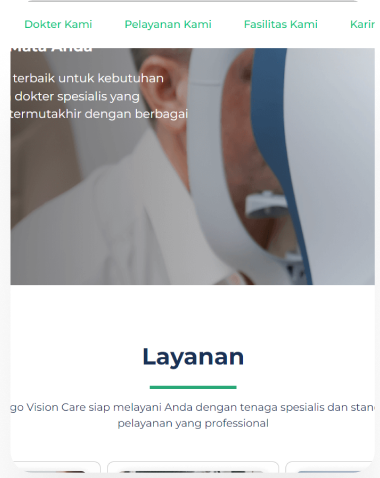 Dokter Kami Pelayanan Kami Fasilitas Kami Karir
Mata Anda
terbaik untuk kebutuhan
dokter spesialis yang
termutakhir dengan berbagai
Layanan
go Vision Care siap melayani Anda dengan tenaga spesialis dan stan
pelayanan yang professional